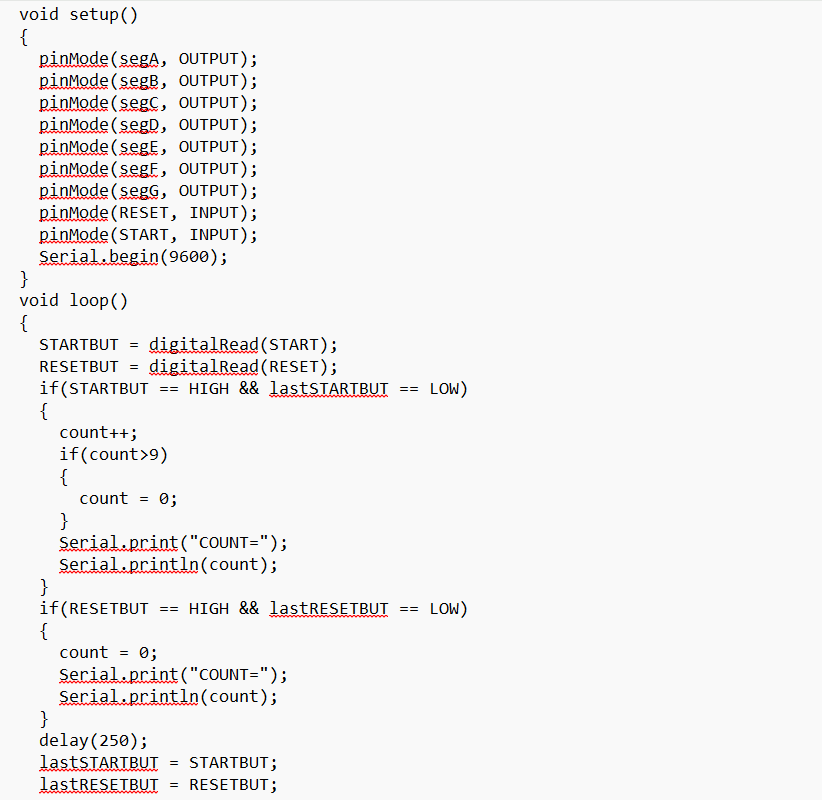 void setup()
{
  pinMode(segA, OUTPUT);
  pinMode(segB, OUTPUT);
  pinMode(segC, OUTPUT);
  pinMode(segD, OUTPUT);
  pinMode(segE, OUTPUT);
  pinMode(segF, OUTPUT);
  pinMode(segG, OUTPUT);
  pinMode(RESET, INPUT);
  pinMode(START, INPUT);
  Serial.begin(9600);
}
void loop()
{
  STARTBUT = digitalRead(START);
  RESETBUT = digitalRead(RESET);
  if(STARTBUT == HIGH && lastSTARTBUT == LOW)
  {
    count++;
    if(count>9)
    {
      count = 0;
    }
    Serial.print("COUNT=");
    Serial.println(count);
  }
  if(RESETBUT == HIGH && lastRESETBUT == LOW)
  {
    count = 0;
    Serial.print("COUNT=");
    Serial.println(count);
  }
  delay(250);
  lastSTARTBUT = STARTBUT;
  lastRESETBUT = RESETBUT;